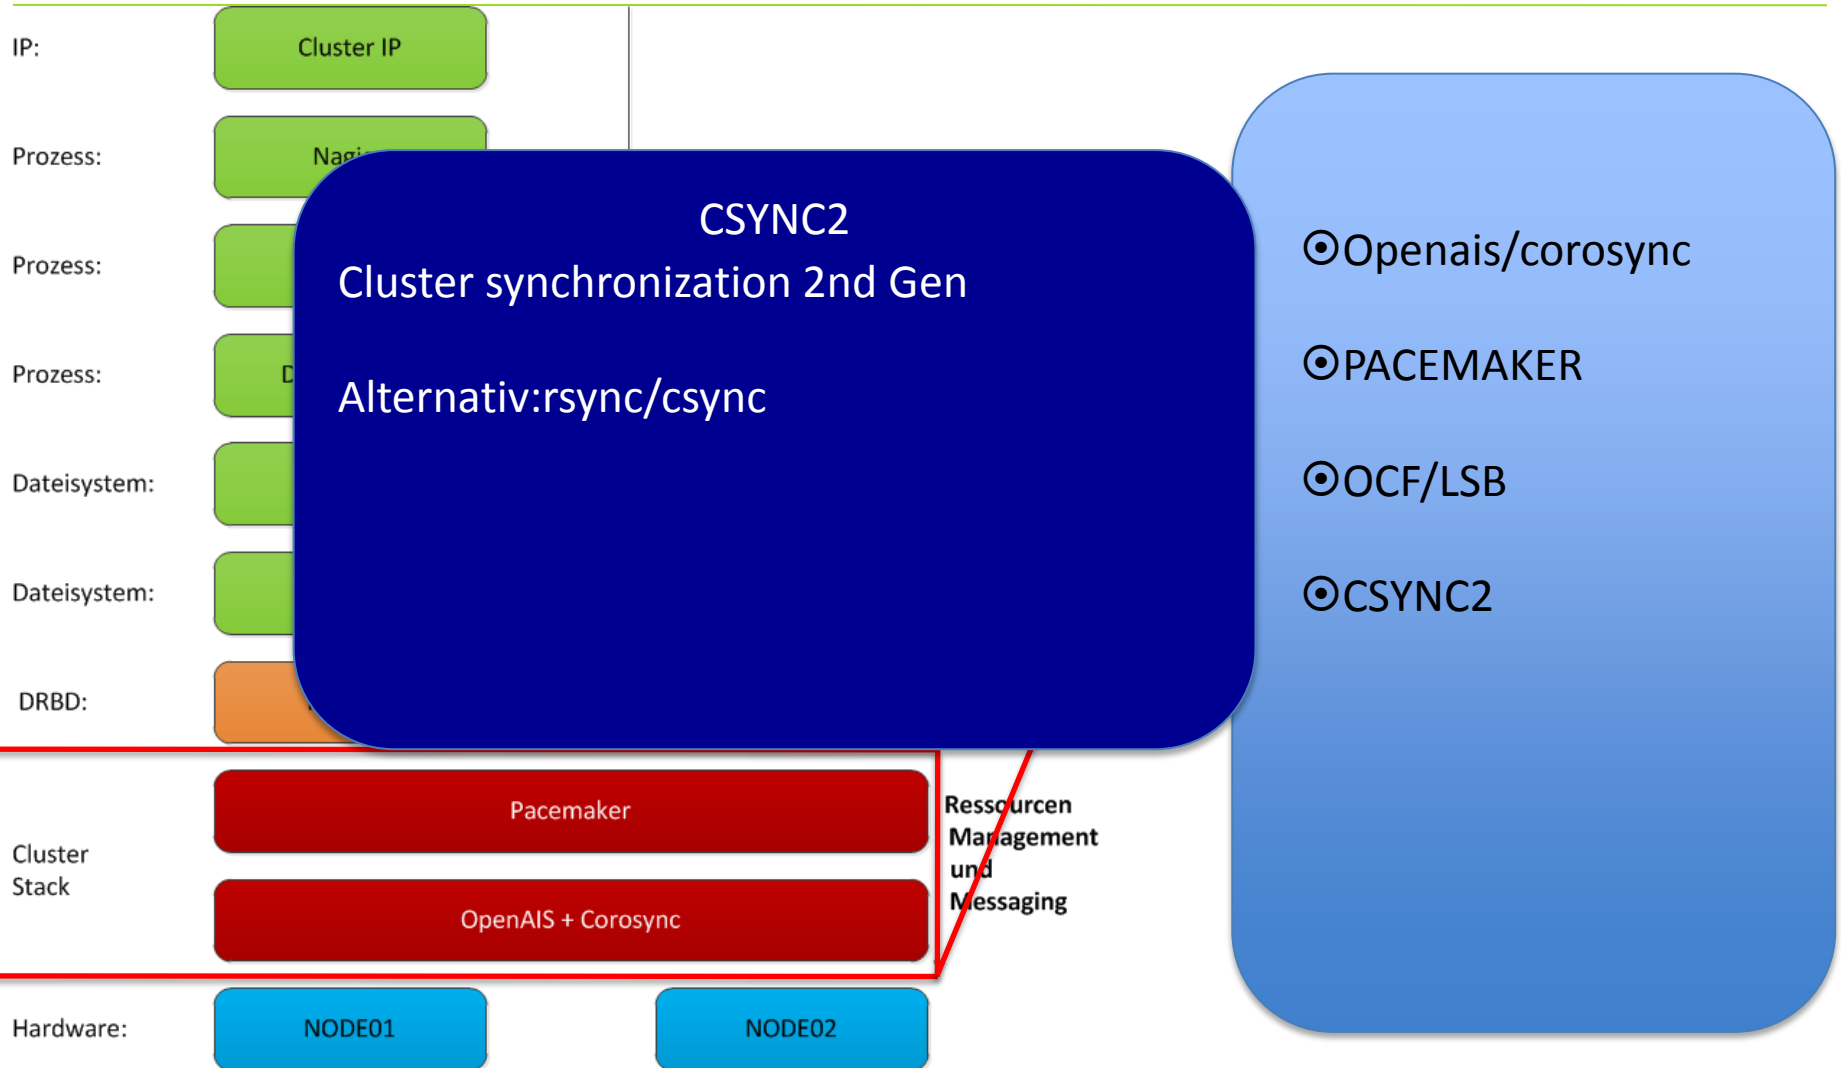 IP:
Cluster IP
Prozess:
Prozess:
Prozess:
Dateisystem:
Dateisystem:
DRBD:
CSYNC2
Cluster synchronization 2nd Gen
Alternativ:rsync/csync
Openais/corosync
PACEMAKER
OCF/LSB
CSYNC2
Cluster
Stack
Pacemaker
OpenAIS + Corosync
Ressourcen
Management
und
Messaging
Hardware:
NODE01
NODE02